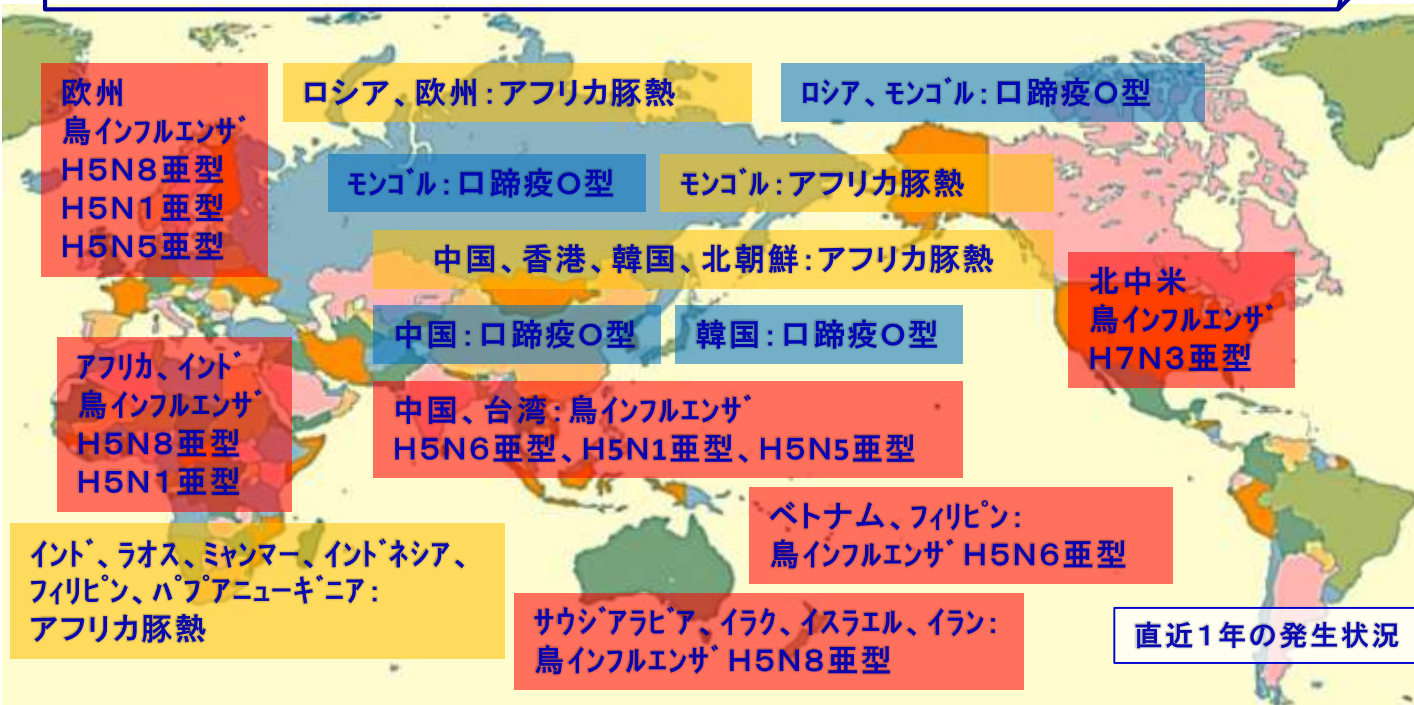 欧州
鳥インフルエンザ
H5N8亜型
H5N1亜型
H5N5亜型
ロシア、欧州：アフリカ豚熱
ロシア、モンゴル：口蹄疫O型
モンゴル：口蹄疫O型
モンゴル：アフリカ豚熱
中国、香港、韓国、北朝鮮：アフリカ豚熱
北中米
鳥インフルエンザ
H7N3亜型
中国：口蹄疫O型
韓国：口蹄疫O型
アフリカ、インド
鳥インフルエンザ
H5N8亜型
H5N1亜型
中国、台湾：鳥インフルエンザ
H5N6亜型、H5N1亜型、H5N5亜型
ベトナム、フィリピン：
鳥インフルエンザH5N6亜型
インド、ラオス、ミャンマー、インドネシア、
フィリピン、パプアニューギニア：
アフリカ豚熱
サウジアラビア、イラク、イスラエル、イラン：
鳥インフルエンザH5N8亜型
直近1年の発生状況